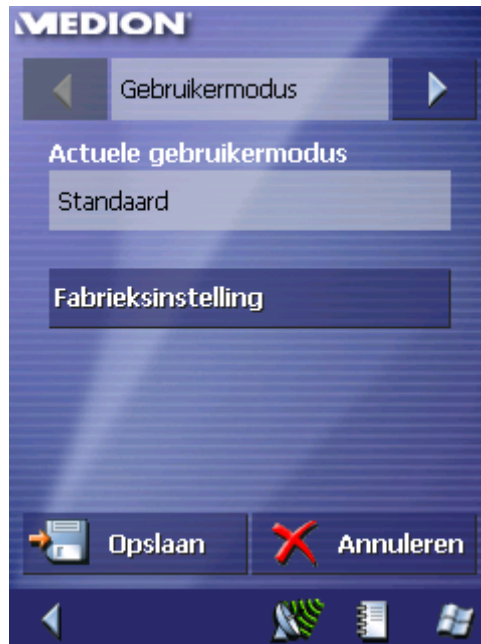 MEDION
Gebruikermodus
Actuele gebruikermodus
Standaard
Fabrieksinstelling
Opslaan
Annuleren